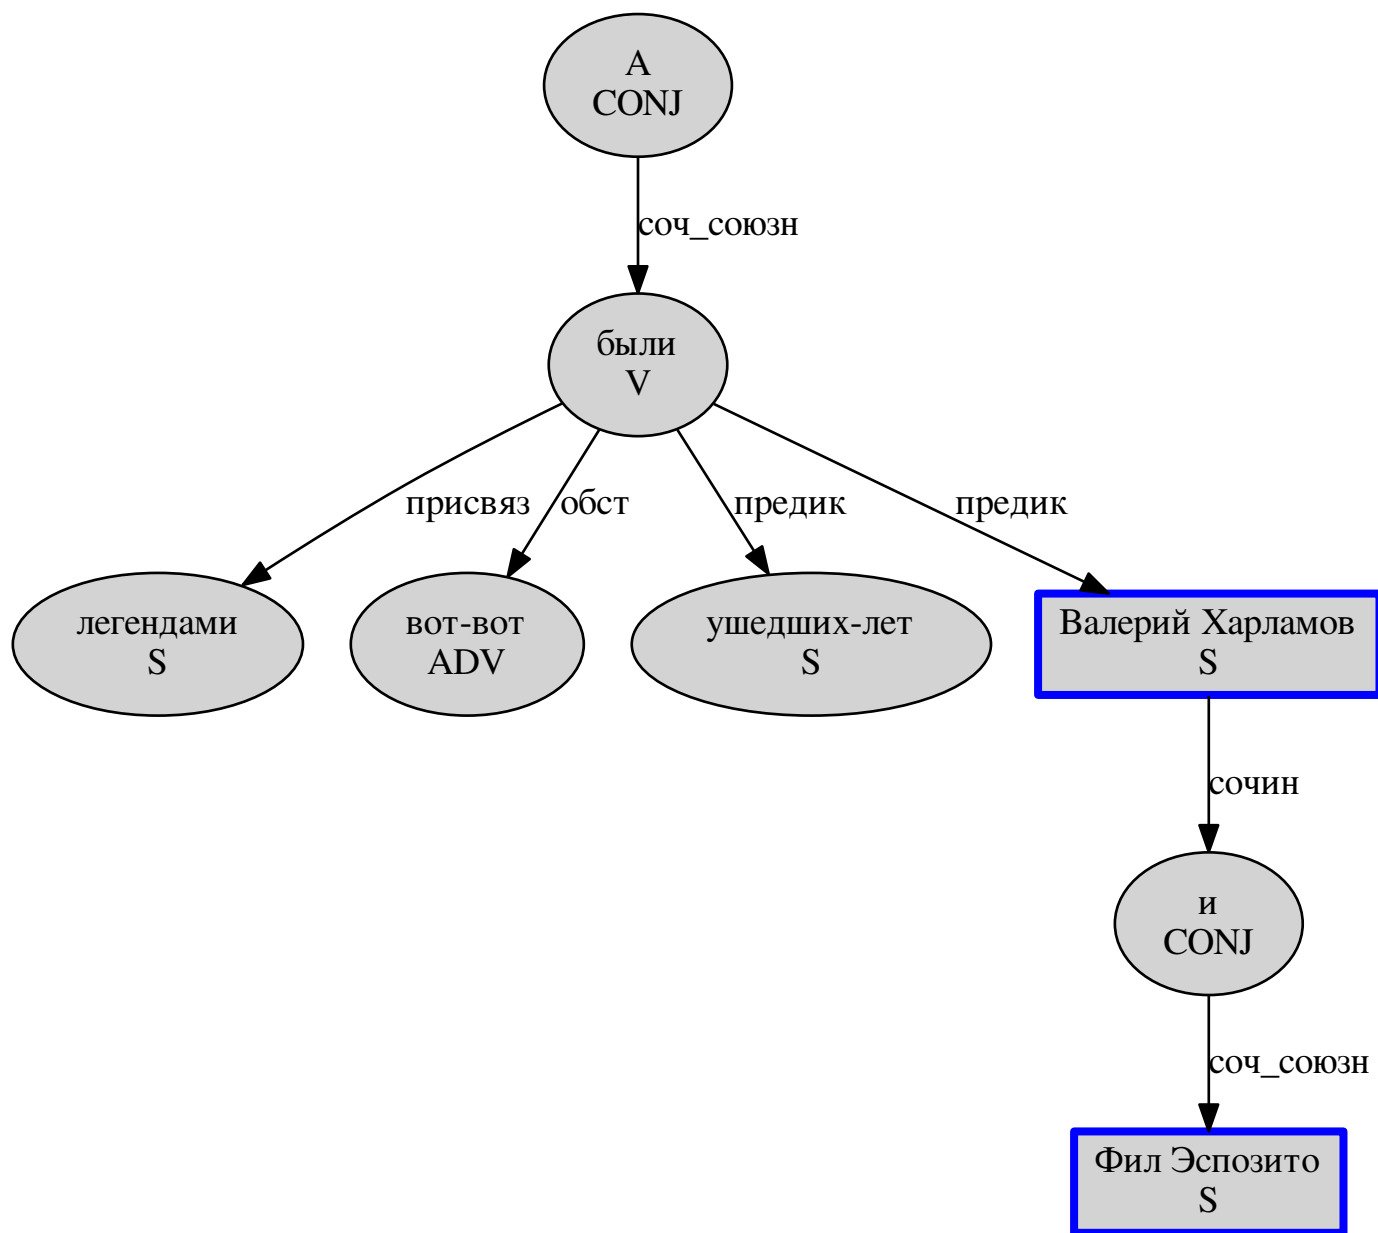 А
CONJ
соч_союзн
были
V
присвяз
обст
предик
предик
легендами
S
вот-вот
ADV
ушедших-лет
S
Валерий Харламов
S
сочин
и
CONJ
соч_союзн
Фил Эспозито
S